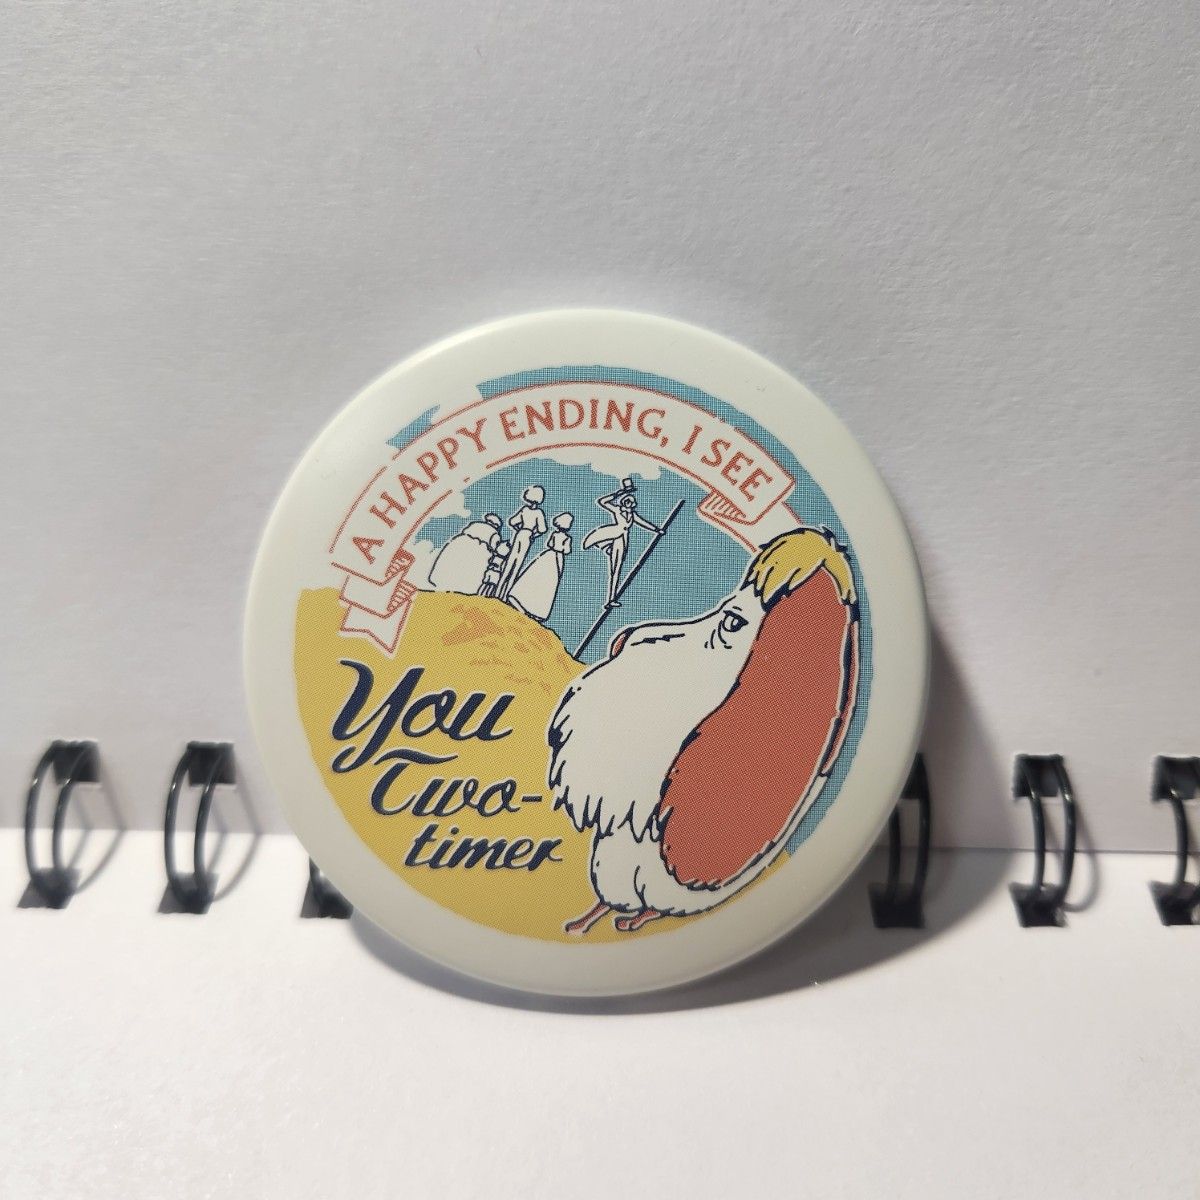 A HAPPY ENDING, I SEE
You
Two-
timer